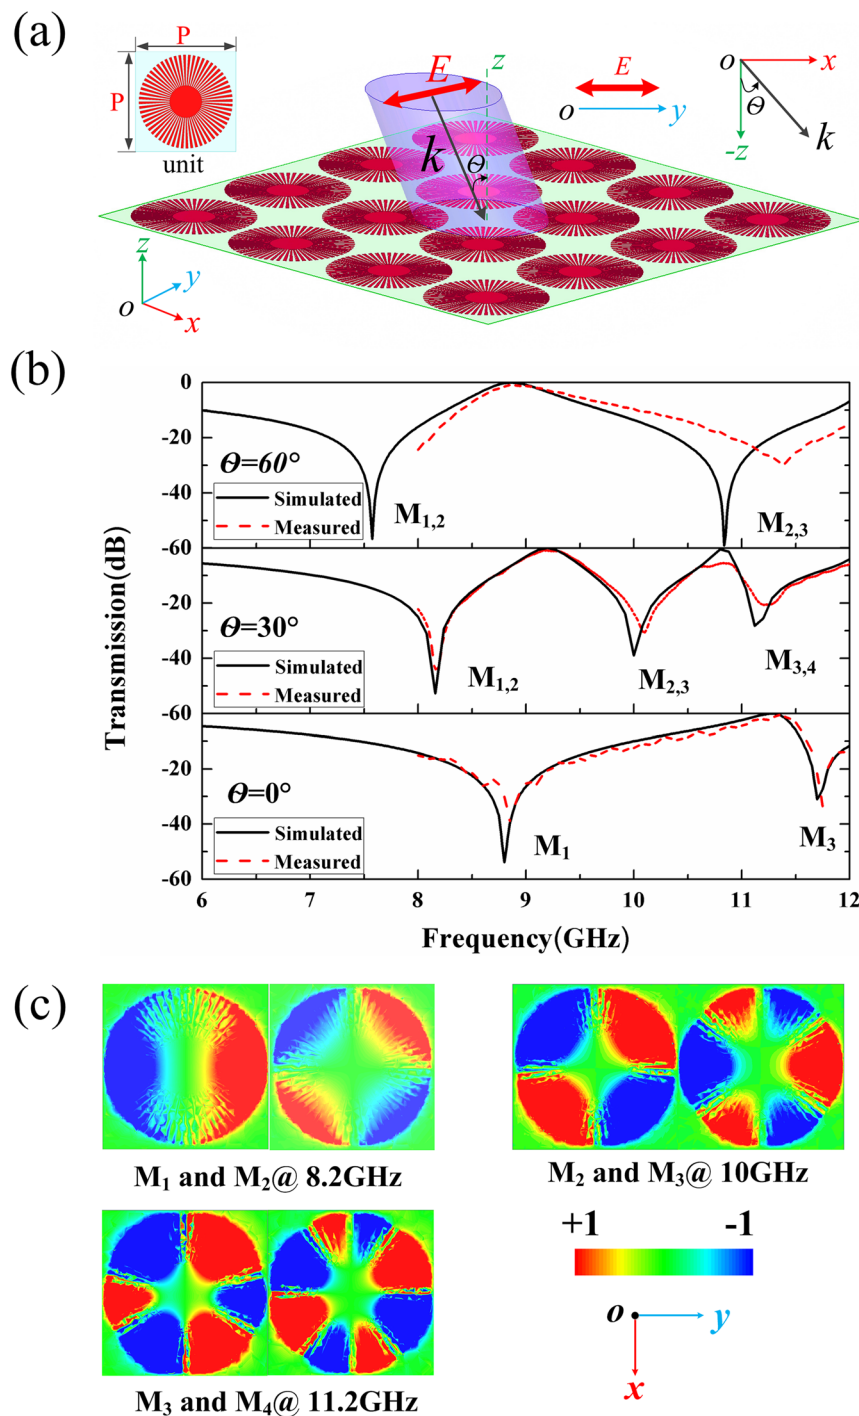 (a)
P
P
unit
E
z
k
Θ
E
o
y
o
x
Θ
-z
k
z
y
o
x
(b)
Transmission(dB)
0
-20
-40
-60
Θ=60°
Simulated
Measured
M1,2
M2,3
-20
-40
-60
Θ=30°
Simulated
Measured
M1,2
M2,3
M3,4
-20
-40
-60
Θ=0°
Simulated
Measured
M1
M3
6 7 8 9 10 11 12
Frequency(GHz)
(c)
M1 and M2@ 8.2GHz
M2 and M3@ 10GHz
+1 -1
o
y
x
M3 and M4@ 11.2GHz